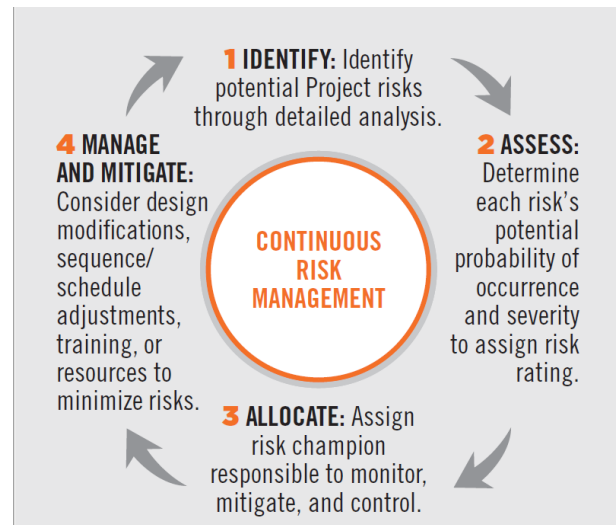 1 IDENTIFY: Identify
potential Project risks
through detailed analysis.
2 ASSESS:
Determine
each risk's
potential
probability of
occurrence
and severity
to assign risk
rating.
3 ALLOCATE: Assign
risk champion
responsible to monitor,
mitigate, and control.
4 MANAGE
AND MITIGATE:
Consider design
modifications,
sequence/
schedule
adjustments,
training, or
resources to
minimize risks.
CONTINUOUS
RISK
MANAGEMENT